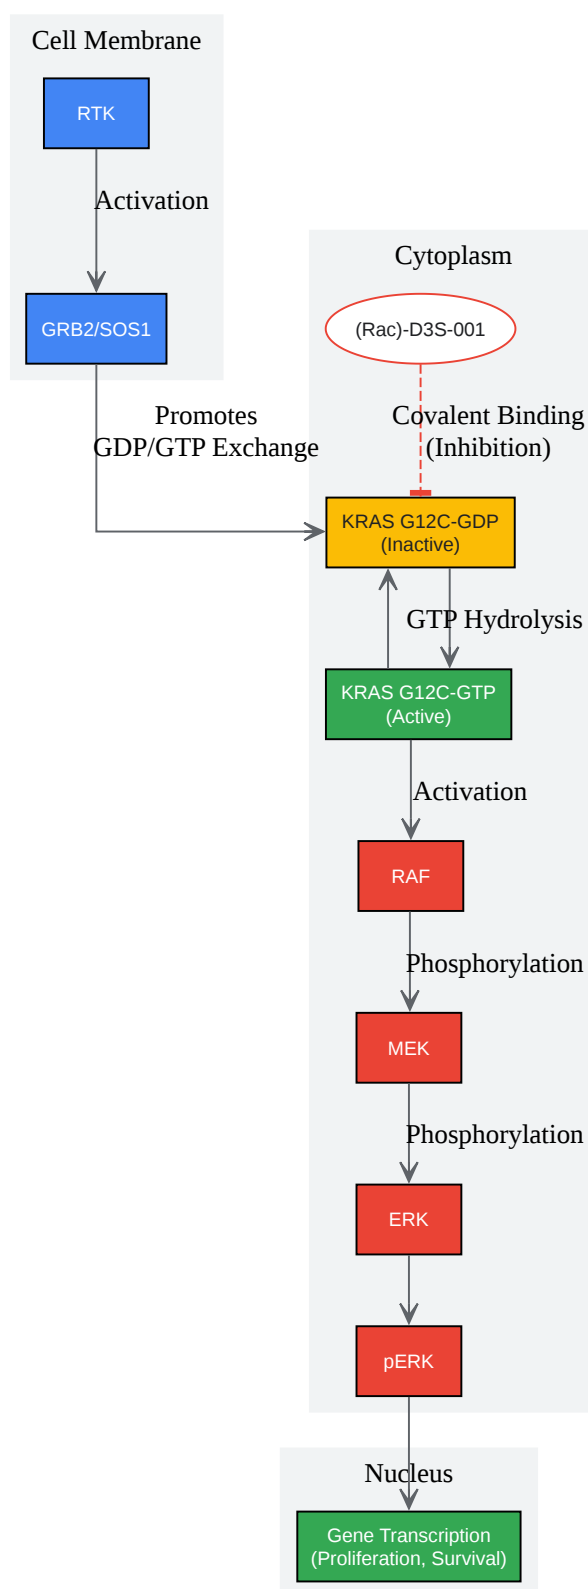 Cell Membrane
RTK
Activation
GRB2/SOS1
Promotes
GDP/GTP Exchange
Cytoplasm
(Rac)-D3S-001
Covalent Binding
(Inhibition)
KRAS G12C-GDP
(Inactive)
GTP Hydrolysis
KRAS G12C-GTP
(Active)
Activation
RAF
Phosphorylation
MEK
Phosphorylation
ERK
pERK
Nucleus
Gene Transcription
(Proliferation, Survival)